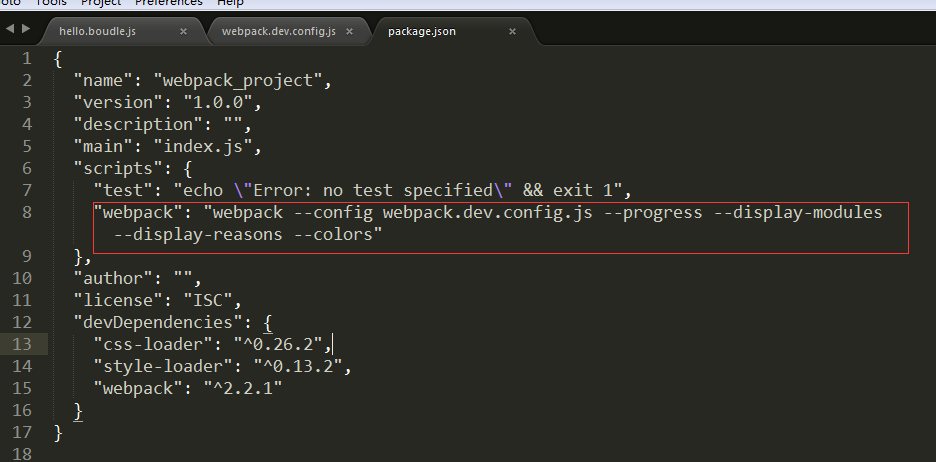 oto Tools Project Preferences Help
hello.boudle.js × webpack.dev.config.js × package.json ×
1 {
2 "name": "webpack_project",
3 "version": "1.0.0",
4 "description": "",
5 "main": "index.js",
6 "scripts": {
7 "test": "echo \"Error: no test specified\" && exit 1",
8 "webpack": "webpack --config webpack.dev.config.js --progress --display-modules
--display-reasons --colors"
9 },
10 "author": "",
11 "license": "ISC",
12 "devDependencies": {
13 "css-loader": "^0.26.2",
14 "style-loader": "^0.13.2",
15 "webpack": "^2.2.1"
16 }
17 }
18